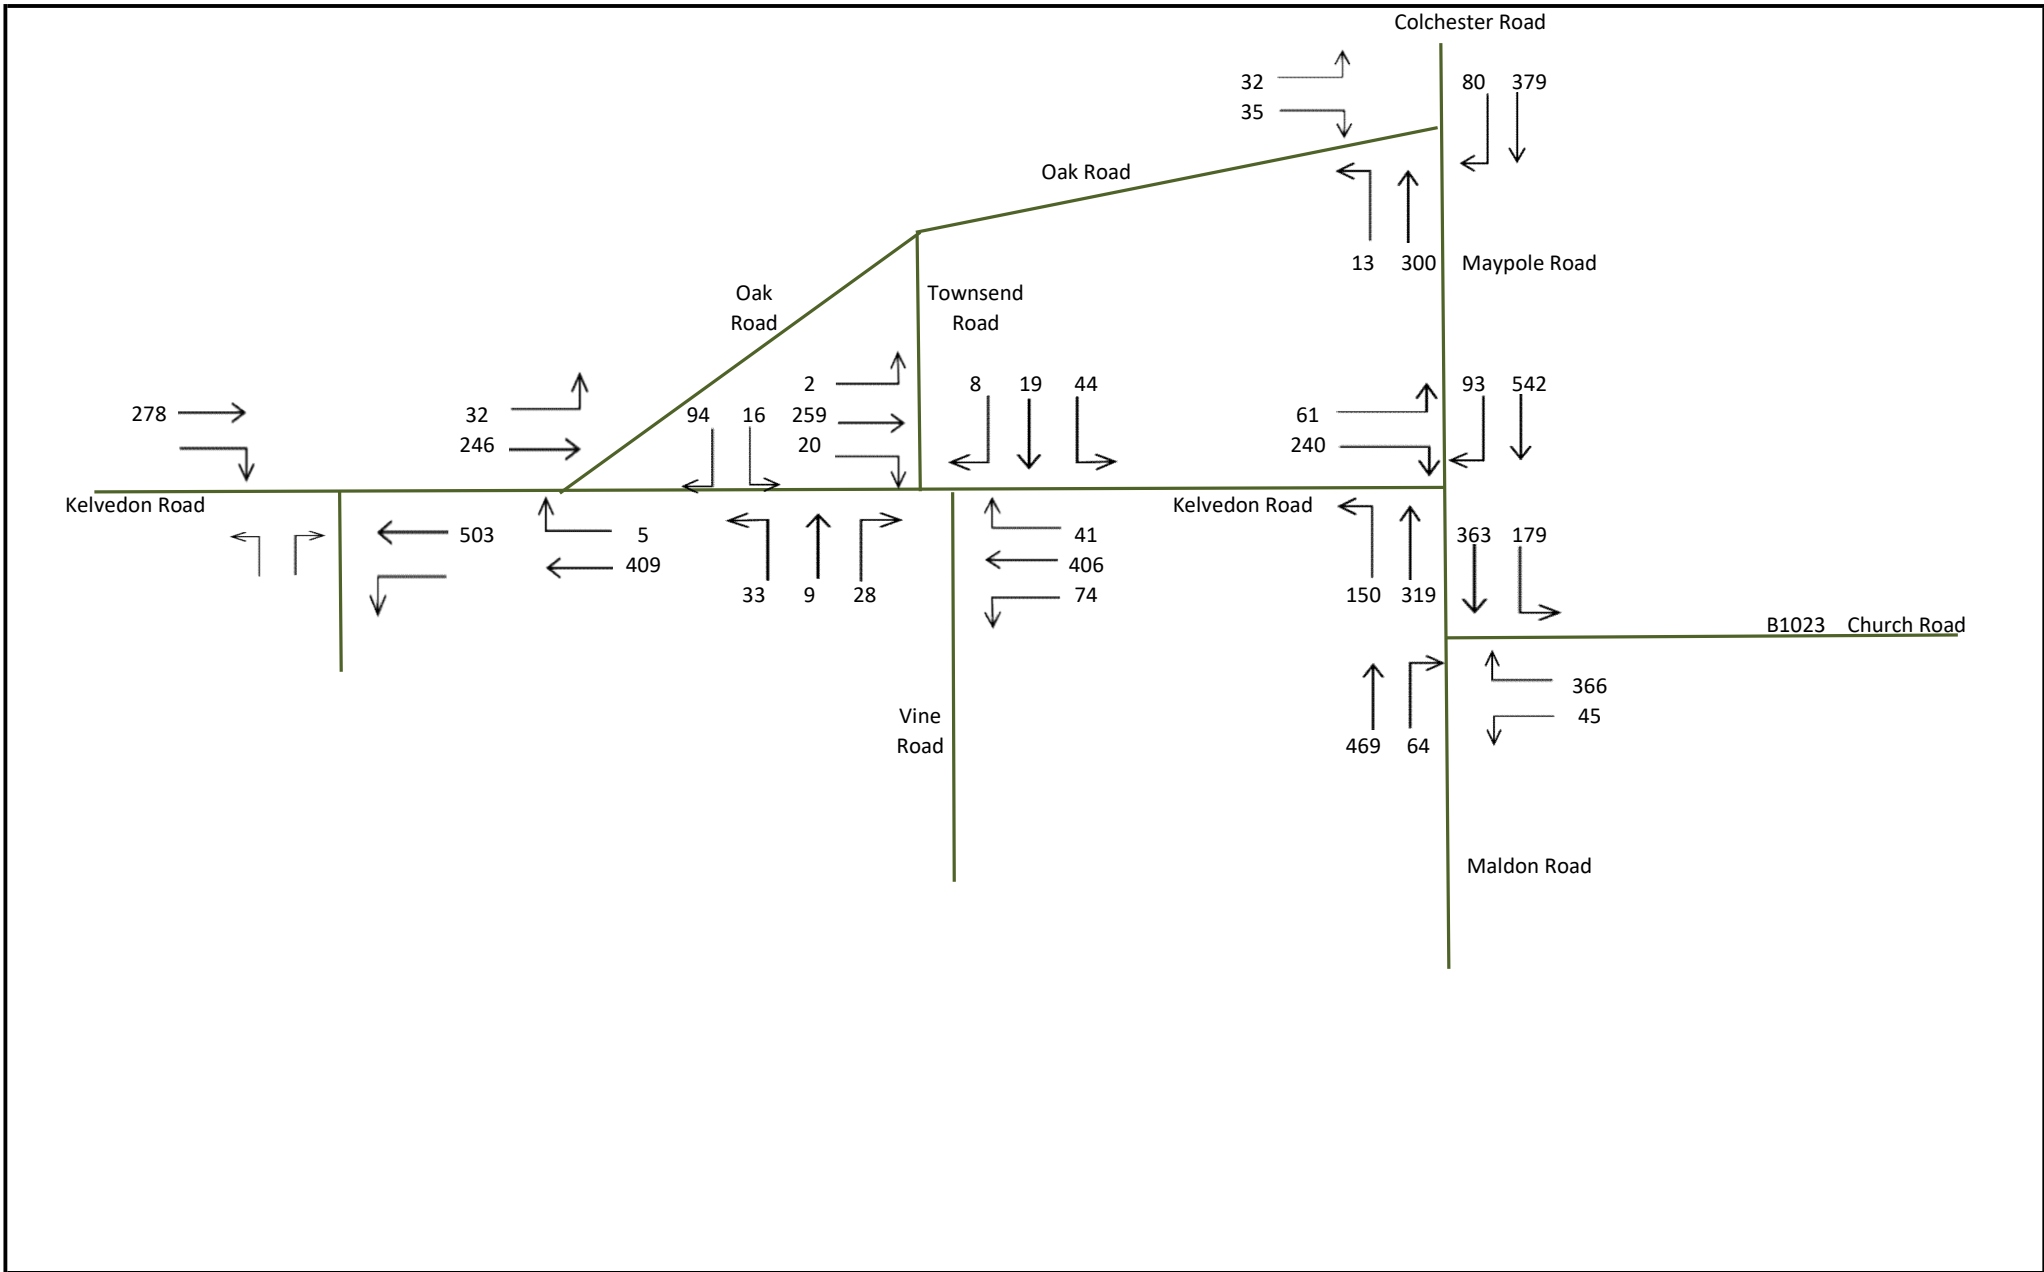 Colchester Road
32
80 379
35
Oak Road
13 300 Maypole Road
Oak
Road
Townsend
Road
2 8 19 44 93 542
278 32 94 16 259 61
246 20 240
Kelvedon Road
Kelvedon Road
503 5 41 363 179
409 406
33 9 28 74 150 319
B1023 Church Road
366
Vine
Road
45
469 64
Maldon Road